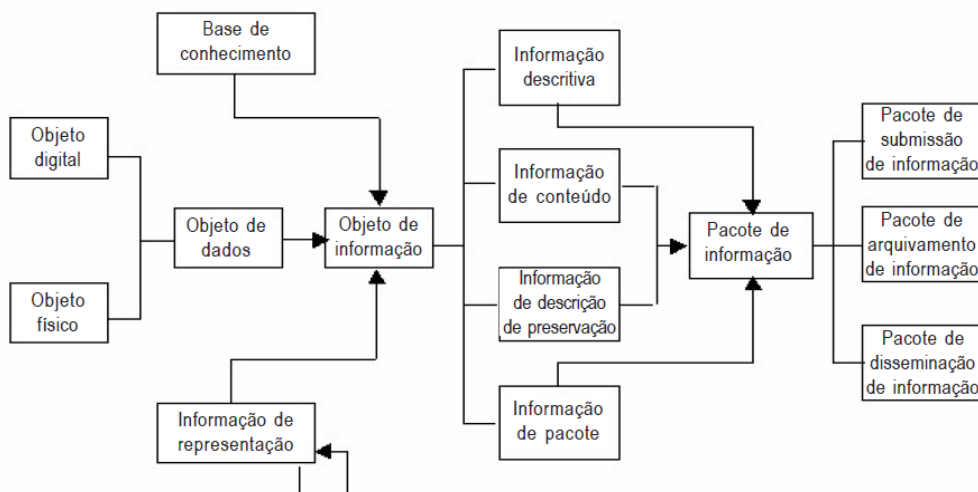 Base de
conhecimento
Informação
descritiva
Objeto
digital
Pacote de
submissão
de informação
Informação
de conteúdo
Objeto de
dados
Objeto de
informação
Pacote de
informação
Pacote de
arquivamento
de informação
Objeto
físico
Informação
de descrição
de preservação
Pacote de
disseminação
de informação
Informação de
representação
Informação
de pacote